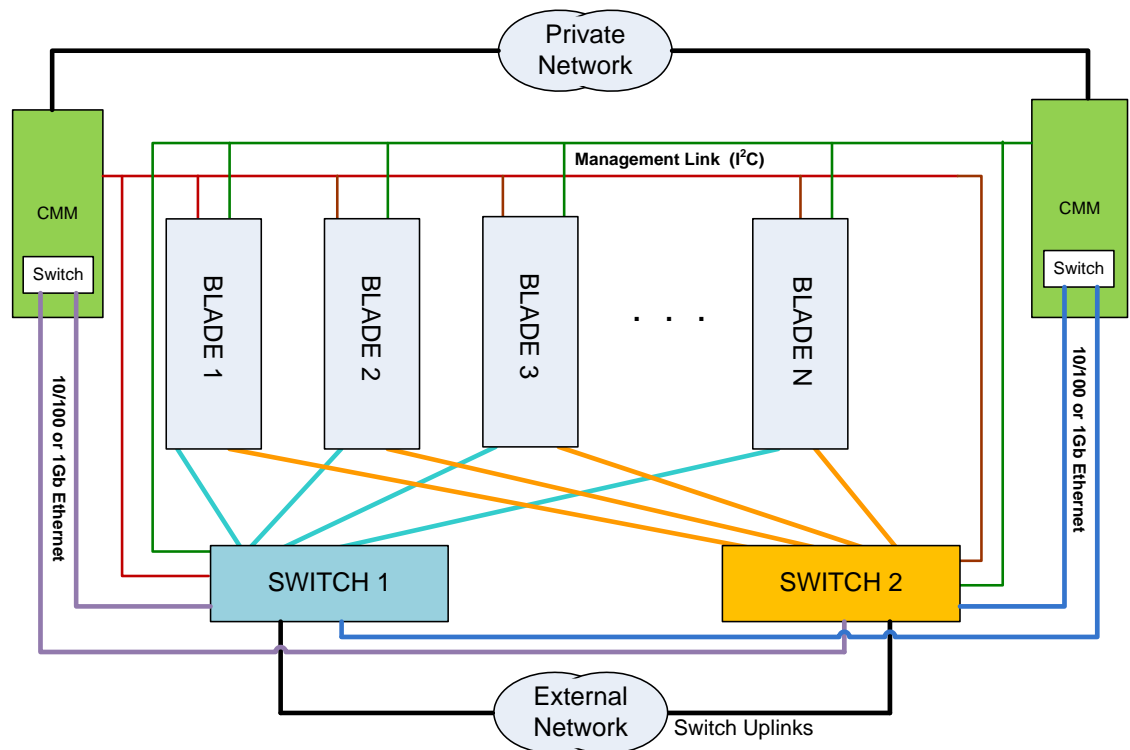 Private
Network
Management Link (I²C)
CMM
Switch
CMM
Switch
BLADE 1
BLADE 2
BLADE 3
. . .
BLADE N
10/100 or 1Gb Ethernet
10/100 or 1Gb Ethernet
SWITCH 1
SWITCH 2
External
Network
Switch Uplinks